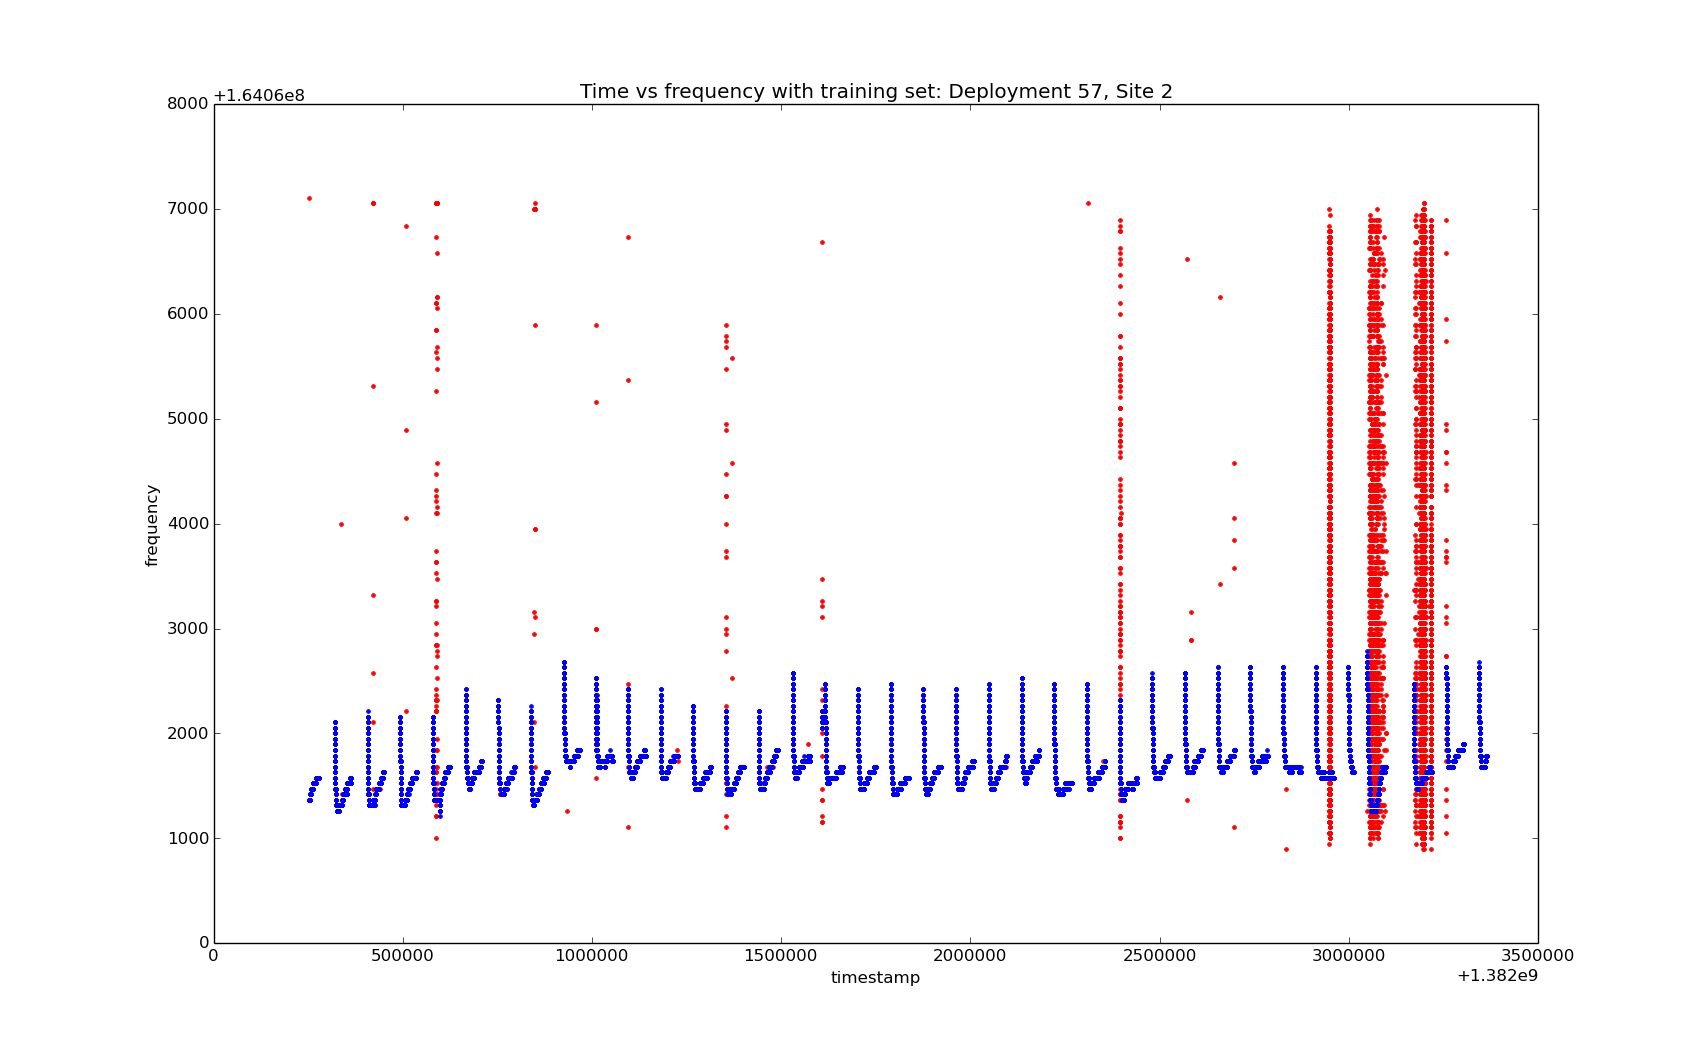 Time vs frequency with training set: Deployment 57, Site 2
+1.6406e8
8000
7000
6000
5000
4000
3000
2000
1000
0
frequency
0 500000 1000000 1500000 2000000 2500000 3000000 3500000
timestamp
+1.382e9